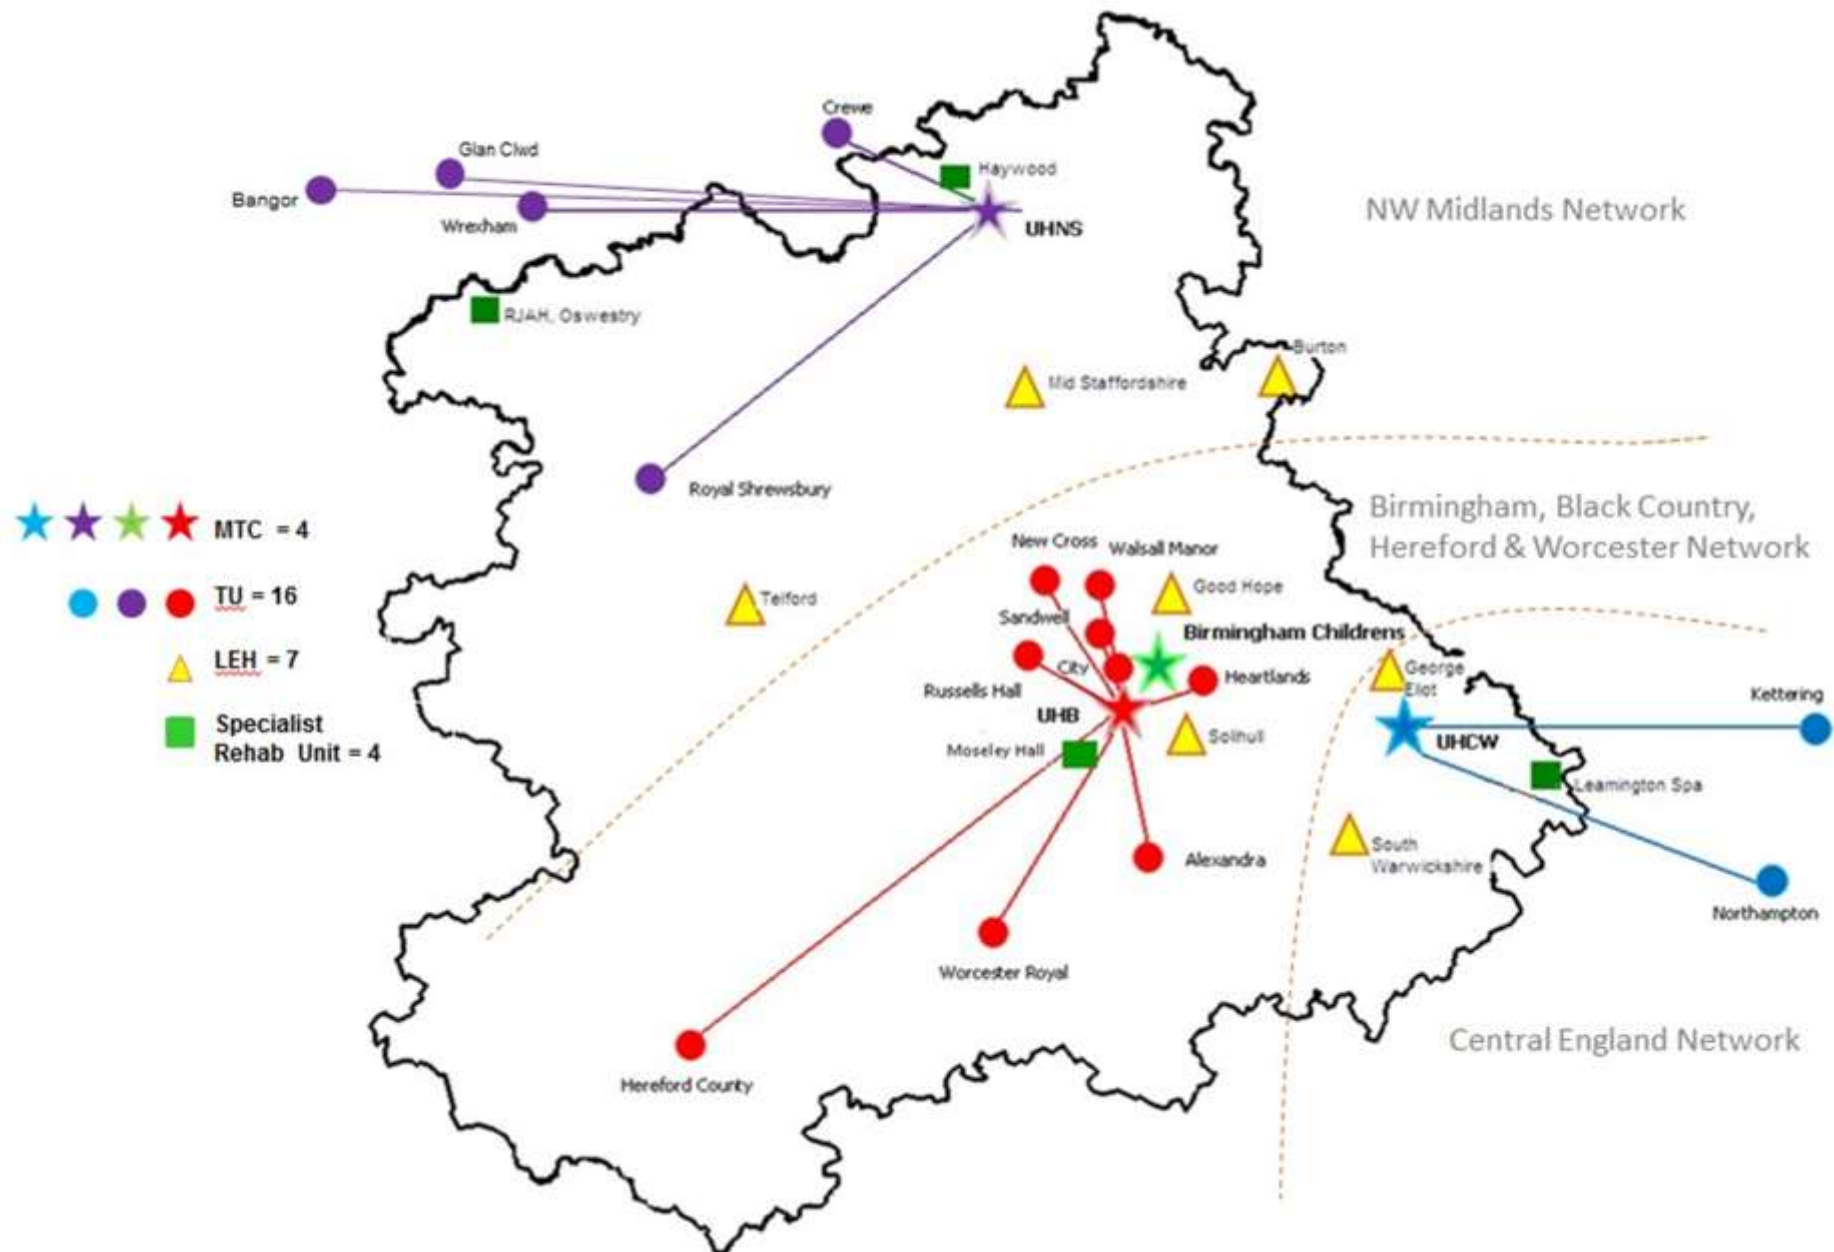 Crewe
Glan Clwd
Haywood
Bangor
Wrexham
UHNS
NW Midlands Network
RJAH, Oswestry
Burton
Mid Staffordshire
Royal Shrewsbury
Birmingham, Black Country,
Hereford & Worcester Network
MTC = 4
TU = 16
LEH = 7
Specialist
Rehab Unit = 4
New Cross
Walsall Manor
Telford
Good Hope
Sandwell
Birmingham Childrens
City
Heartlands
George
Eliot
Russells Hall
Kettering
UHB
Solihull
UHCW
Moseley Hall
Leamington Spa
South
Warwickshire
Alexandra
Northampton
Worcester Royal
Central England Network
Hereford County